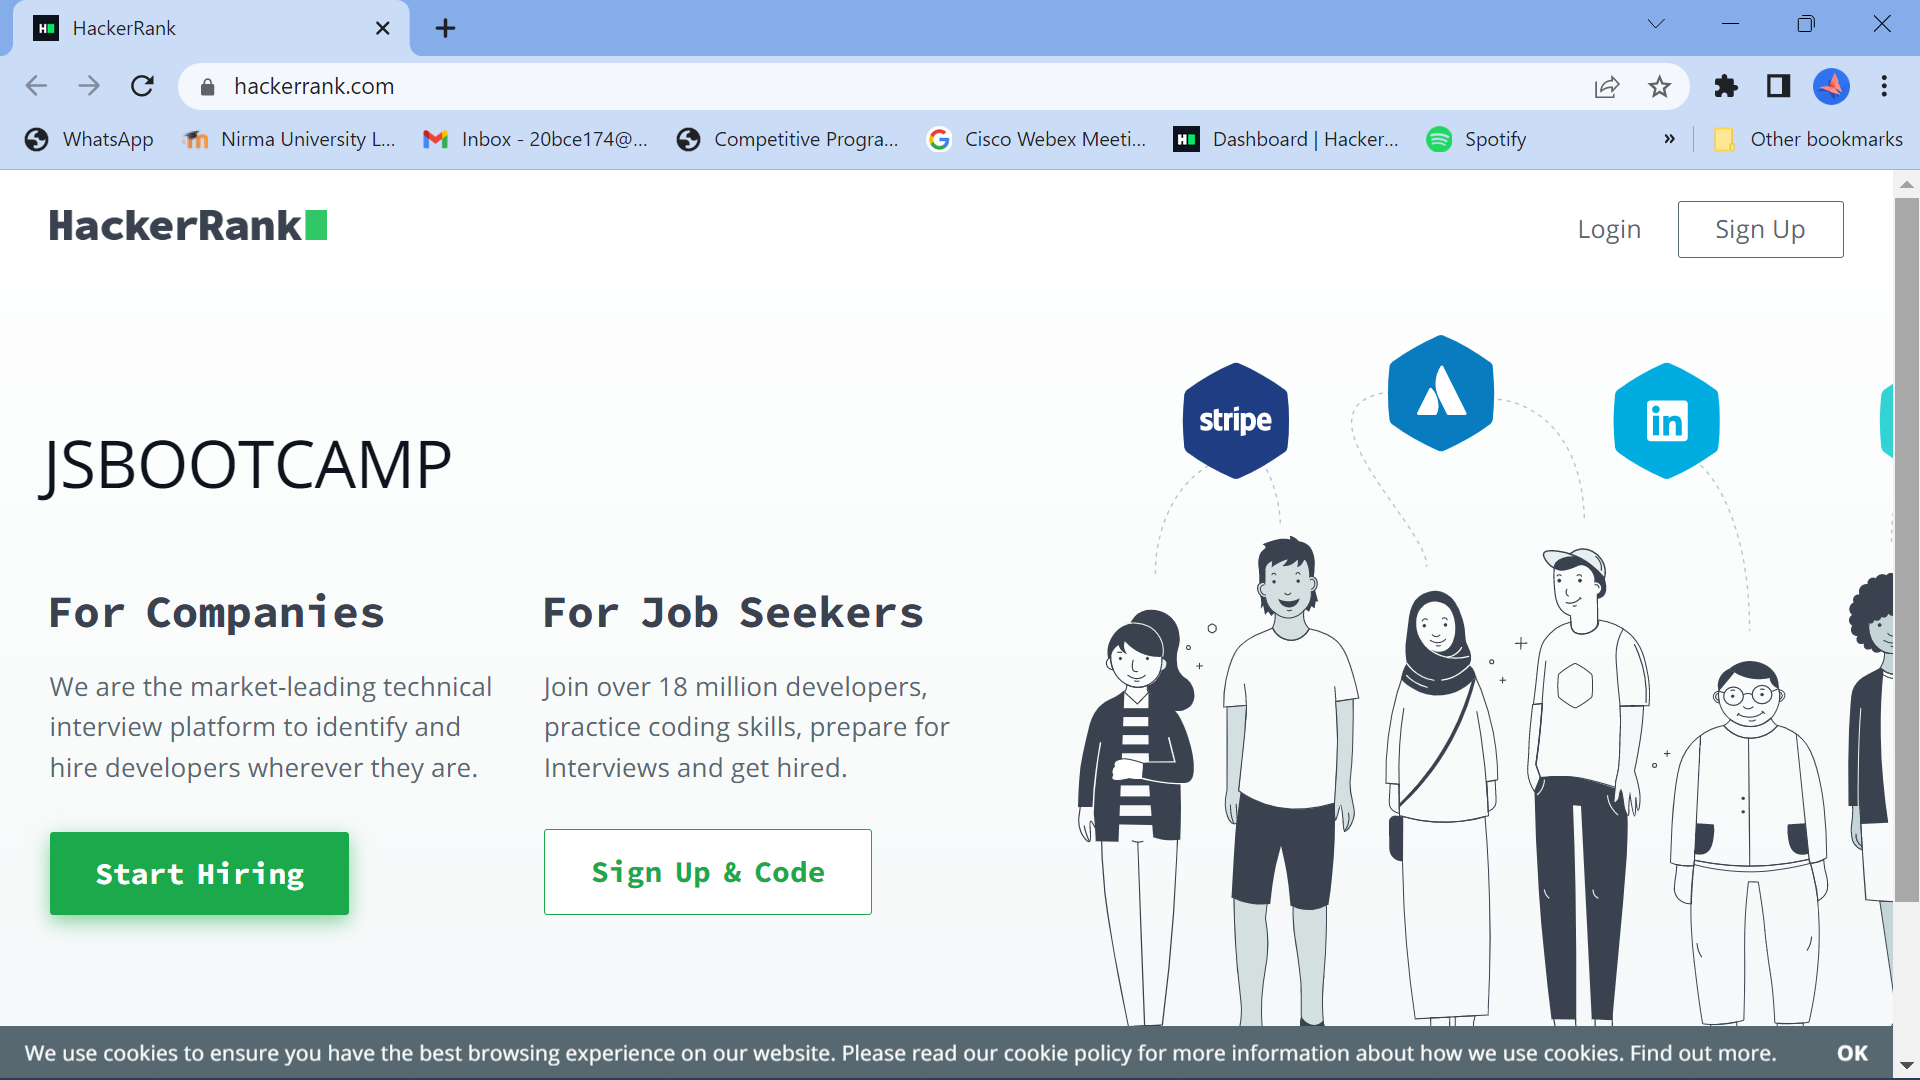 HackerRank
hackerrank.com
WhatsApp
Nirma University L...
Inbox - 20bce174@...
Competitive Progra...
Cisco Webex Meeti...
Dashboard | Hacker...
Spotify
»
Other bookmarks
HackerRank
Login
Sign Up
stripe
in
JSBOOTCAMP
For Companies
We are the market-leading technical
interview platform to identify and
hire developers wherever they are.
Start Hiring
For Job Seekers
Join over 18 million developers,
practice coding skills, prepare for
Interviews and get hired.
Sign Up & Code
We use cookies to ensure you have the best browsing experience on our website. Please read our cookie policy for more information about how we use cookies. Find out more.
OK